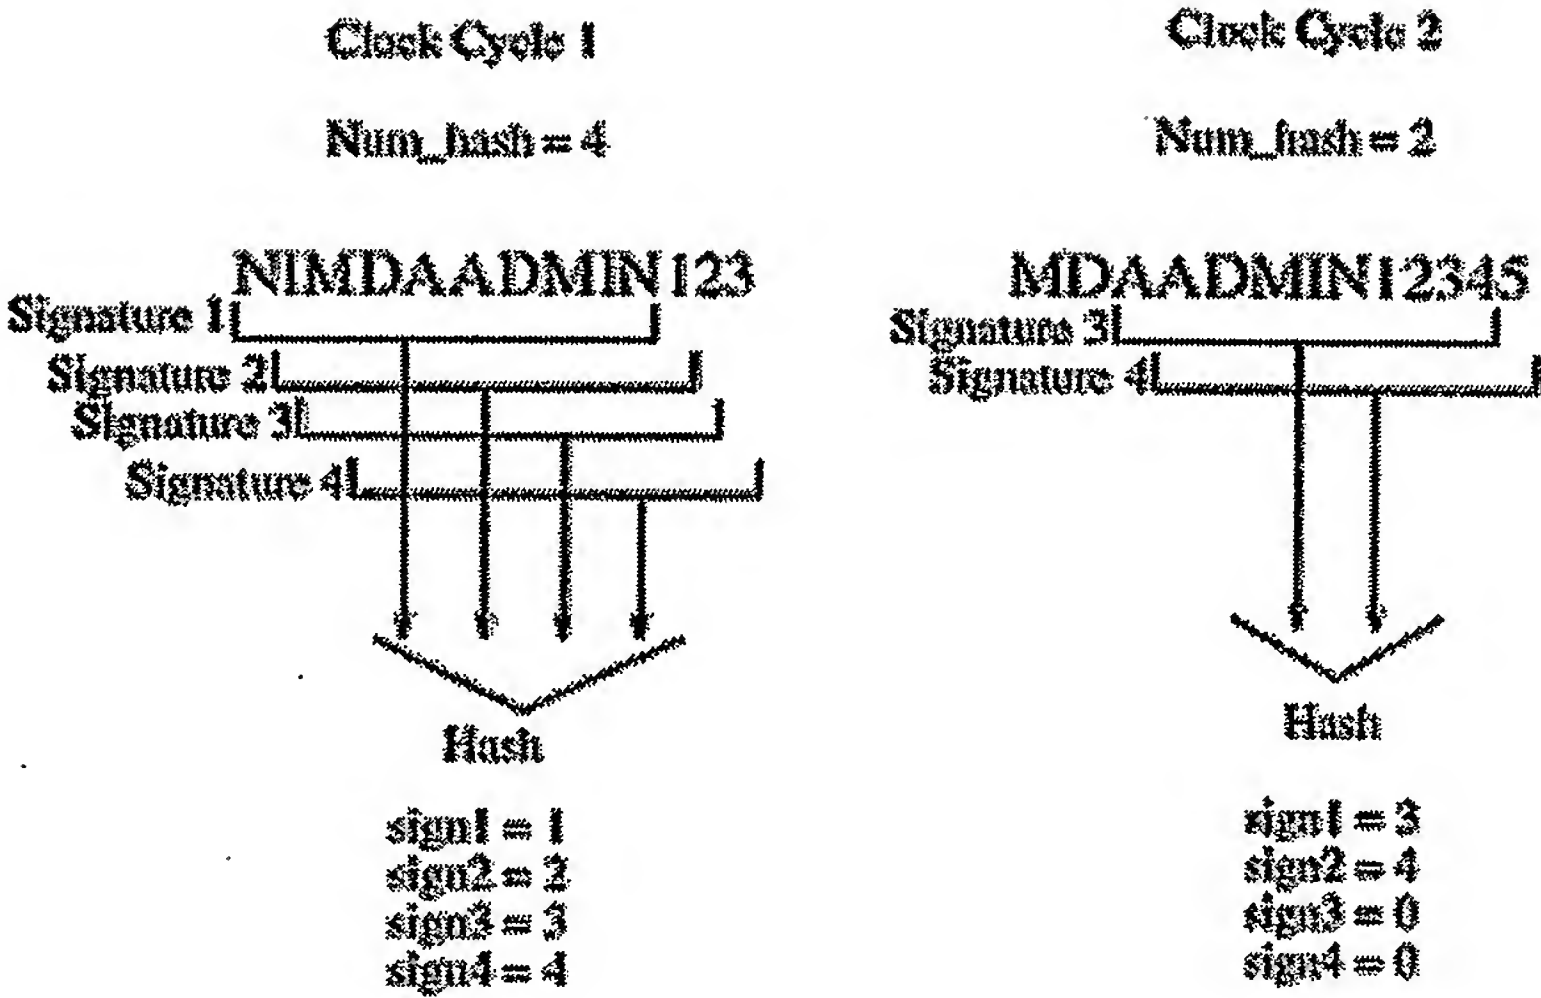 Clock Cycle 1
Num_hash = 4
NIMDAADMIN123
Signature 1
Signature 2
Signature 3
Signature 4
Hash
sign1 = 1
sign2 = 2
sign3 = 3
sign4 = 4
Clock Cycle 2
Num_hash = 2
MDAADMIN12345
Signature 3
Signature 4
Hash
sign1 = 3
sign2 = 4
sign3 = 0
sign4 = 0